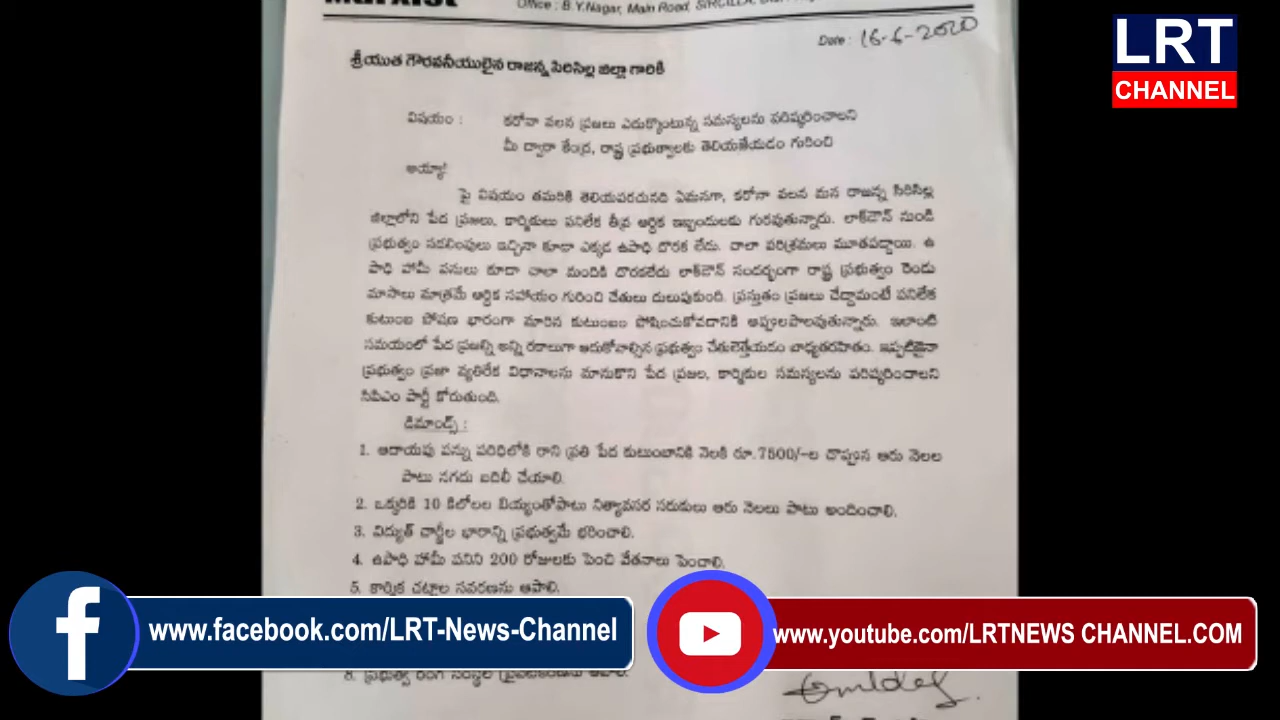 Office : B.Y.Nagar, Main Road, SIRCILLA,
Date : 16-6-2020
LRT
CHANNEL
శ్రీయుత గౌరవనీయులైన రాజన్న సిరిసిల్ల జిల్లా గారికి
విషయం : కరోనా వలన ప్రజలు ఎదుర్కొంటున్న సమస్యలను పరిష్కరించాలని
మీ ద్వారా కేంద్ర, రాష్ట్ర ప్రభుత్వాలకు తెలియజేయడం గురించి
అయ్యా!
పై విషయం తమరికి తెలియపరచునది ఏమనగా, కరోనా వలన మన రాజన్న సిరిసిల్ల
జిల్లాలోని పేద ప్రజలు, కార్మికులు పనిలేక తీవ్ర ఆర్థిక ఇబ్బందులకు గురవుతున్నారు. లాక్‌డౌన్ నుండి
ప్రభుత్వం సడలింపులు ఇచ్చినా కూడా ఎక్కడ ఉపాధి దొరక లేదు. చాలా పరిశ్రమలు మూతపడ్డాయి. ఉ
పాధి హామీ పనులు కూడా చాలా మందికి దొరకలేదు లాక్‌డౌన్ సందర్భంగా రాష్ట్ర ప్రభుత్వం రెండు
మాసాలు మాత్రమే ఆర్థిక సహాయం గురించి చేతులు దులుపుకుంది. ప్రస్తుతం ప్రజలు చేద్దామంటే పనిలేక
కుటుంబ పోషణ భారంగా మారిన కుటుంబం పోషించుకోవడానికి అప్పులపాలవుతున్నారు. ఇలాంటి
సమయంలో పేద ప్రజల్ని అన్ని రకాలుగా ఆదుకోవాల్సిన ప్రభుత్వం చేతులెత్తేయడం బాధ్యతరహితం. ఇప్పటికైనా
ప్రభుత్వం ప్రజా వ్యతిరేక విధానాలను మానుకొని పేద ప్రజల, కార్మికుల సమస్యలను పరిష్కరించాలని
సిపిఎం పార్టీ కోరుతుంది.
డిమాండ్స్ :
1. ఆదాయపు పన్ను పరిధిలోకి రాని ప్రతి పేద కుటుంబానికి నెలకి రూ.7500/-ల చొప్పున ఆరు నెలల
పాటు నగదు బదిలీ చేయాలి.
2. ఒక్కరికి 10 కిలోలల బియ్యంతోపాటు నిత్యావసర సరుకులు ఆరు నెలలు పాటు అందించాలి.
3. విద్యుత్ చార్జీల భారాన్ని ప్రభుత్వమే భరించాలి.
4. ఉపాధి హామీ పనిని 200 రోజులకు పెంచి వేతనాలు పెంచాలి.
5. కార్మిక చట్టాల సవరణను ఆపాలి.
www.facebook.com/LRT-News-Channel
www.youtube.com/LRTNEWS CHANNEL.COM
8. ప్రభుత్వ రంగ సంస్థల ప్రైవేటీకరణను ఆపాలి.